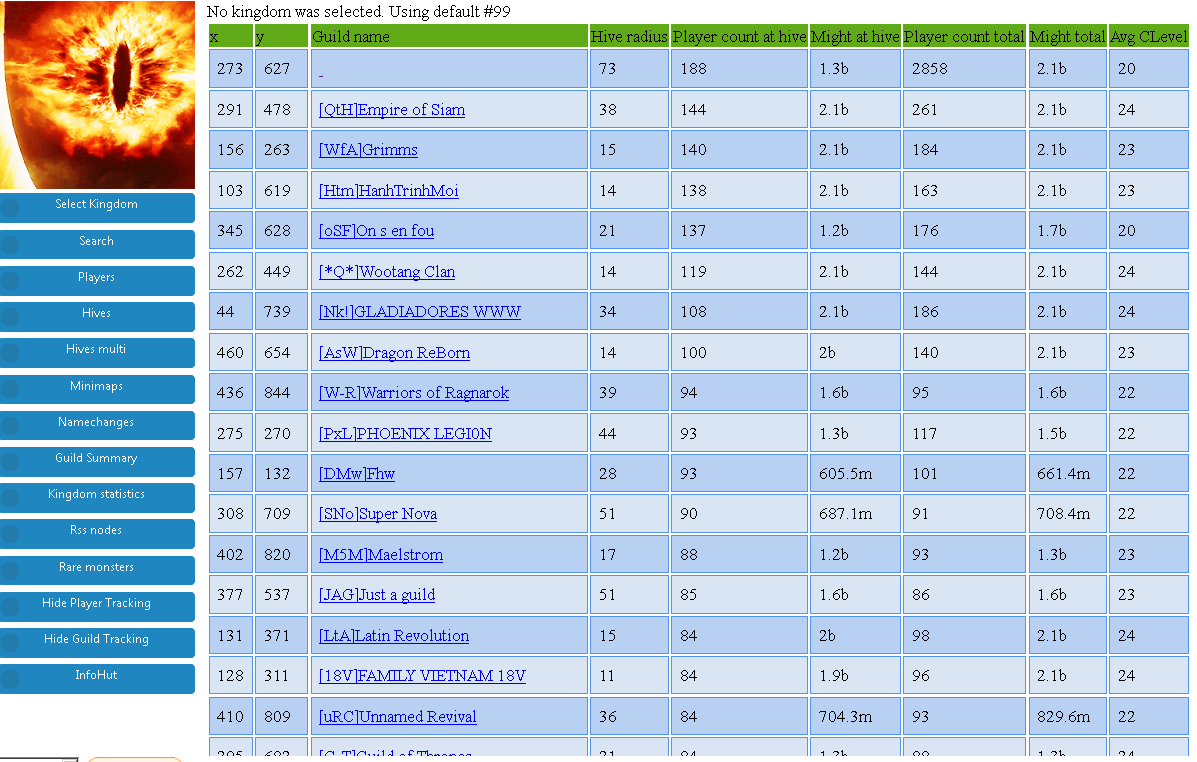 No kingdom was selected. Using default #99
x y Guild name Hive radius Player count at hive Might at hive Player count total Might total Avg CLevel
273 627 - 73 188 1.3b 2858 2.1b 20
291 478 [QtH]Empire of Siam 38 144 2.1b 261 2.1b 24
156 263 [WfA]Grimms 15 140 2.1b 184 2.1b 23
103 619 [Htm]HanhTrinhMoi 14 138 2.1b 163 2.1b 23
345 628 [oSF]On s en fou 21 137 1.2b 176 1.7b 20
262 449 [*Q*]Wootang Clan 14 119 2.1b 144 2.1b 24
44 739 [Nk!]GLADIADORES WWW 34 108 2.1b 186 2.1b 24
460 654 [AsW]Dragon ReBorn 14 100 2b 140 2.1b 23
436 844 [W-R]Warriors of Ragnarok 39 94 1.6b 95 1.6b 22
275 270 [PxL]PHOENIX LEGI0N 44 93 1.3b 117 1.5b 22
157 132 [DMw]Fhw 28 93 605.5m 101 661.4m 22
308 709 [SNo]Super Nova 51 90 687.1m 91 708.4m 22
402 820 [M5M]Maelstrom 17 88 1.2b 93 1.3b 23
377 537 [JAG]Just a guild 51 85 1.6b 86 1.6b 23
131 371 [LtA]Latin Revolution 15 84 2b 98 2.1b 24
128 311 [18V]FAMILY VIETNAM 18V 11 84 1.9b 96 2.1b 24
410 809 [uRC]Unnamed Revival 36 84 704.3m 93 829.6m 22
Select Kingdom
Search
Players
Hives
Hives multi
Minimaps
Namechanges
Guild Summary
Kingdom statistics
Rss nodes
Rare monsters
Hide Player Tracking
Hide Guild Tracking
InfoHut